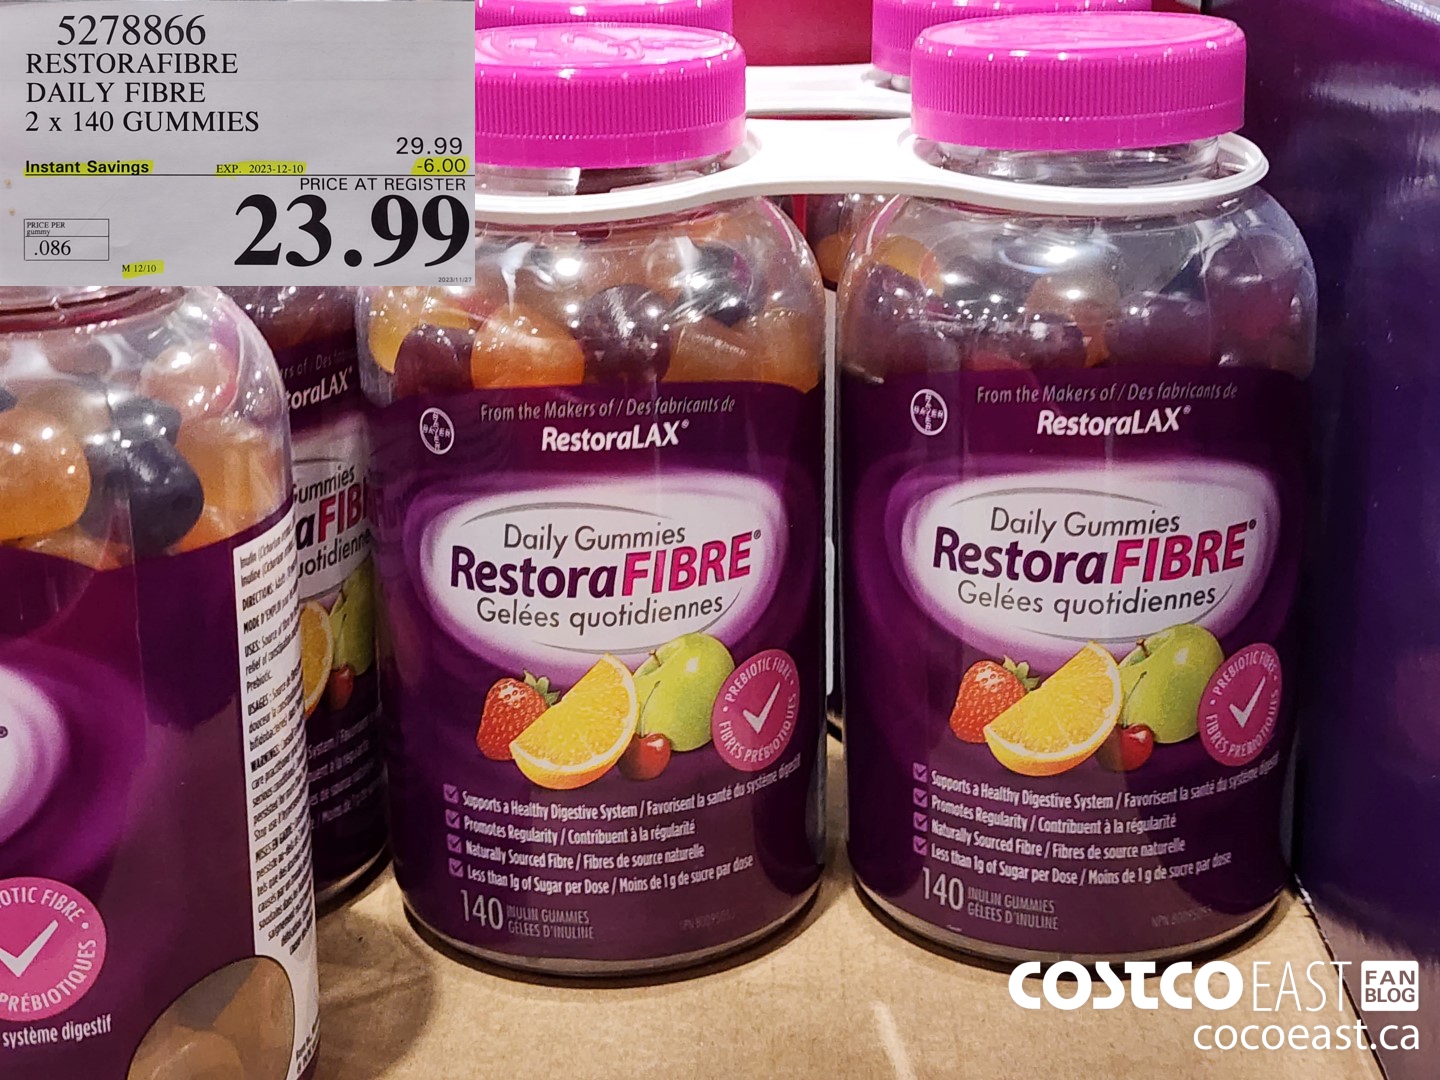 5278866
RESTORAFIBRE
DAILY FIBRE
2 x 140 GUMMIES
29.99
Instant Savings EXP. 2023-12-10 -6.00
PRICE AT REGISTER
23.99
PRICE PER
gummy
.086
M 12/10
2023/11/27
From the Makers of / Des fabricants de
RestoraLAX®
BAYER
Daily Gummies
RestoraFIBRE®
Gelées quotidiennes
PREBIOTIC FIBRE
FIBRES PRÉBIOTIQUES
Supports a Healthy Digestive System / Favorisent la santé du système digestif
Promotes Regularity / Contribuent à la régularité
Naturally Sourced Fibre / Fibres de source naturelle
Less than 1g of Sugar per Dose / Moins de 1 g de sucre par dose
140 INULIN GUMMIES
GELÉES D'INULINE
From the Makers of / Des fabricants de
RestoraLAX®
BAYER
Daily Gummies
RestoraFIBRE®
Gelées quotidiennes
PREBIOTIC FIBRE
FIBRES PRÉBIOTIQUES
Supports a Healthy Digestive System / Favorisent la santé du système digestif
Promotes Regularity / Contribuent à la régularité
Naturally Sourced Fibre / Fibres de source naturelle
Less than 1g of Sugar per Dose / Moins de 1 g de sucre par dose
140 INULIN GUMMIES
GELÉES D'INULINE
système digestif
COSTCO EAST FAN BLOG
cocoeast.ca